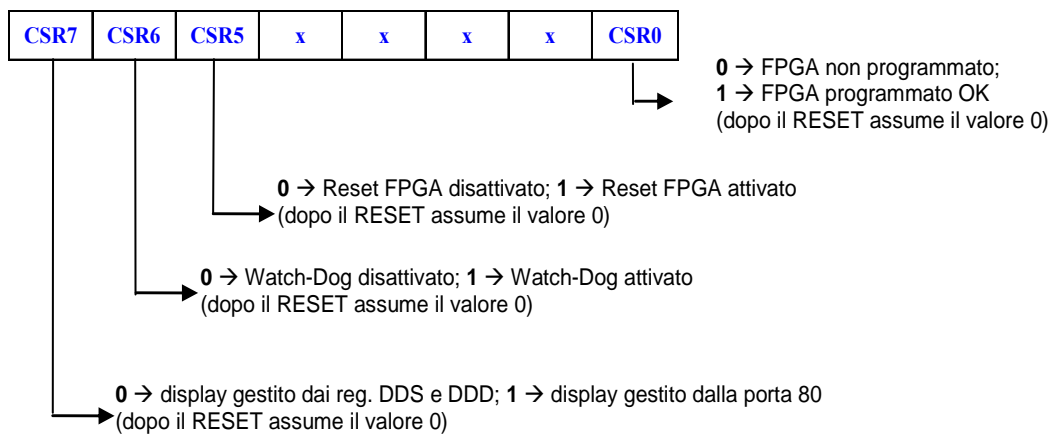 CSR7 CSR6 CSR5 x x x x CSR0
0 → FPGA non programmato;
1 → FPGA programmato OK
(dopo il RESET assume il valore 0)
0 → Reset FPGA disattivato; 1 → Reset FPGA attivato
(dopo il RESET assume il valore 0)
0 → Watch-Dog disattivato; 1 → Watch-Dog attivato
(dopo il RESET assume il valore 0)
0 → display gestito dai reg. DDS e DDD; 1 → display gestito dalla porta 80
(dopo il RESET assume il valore 0)